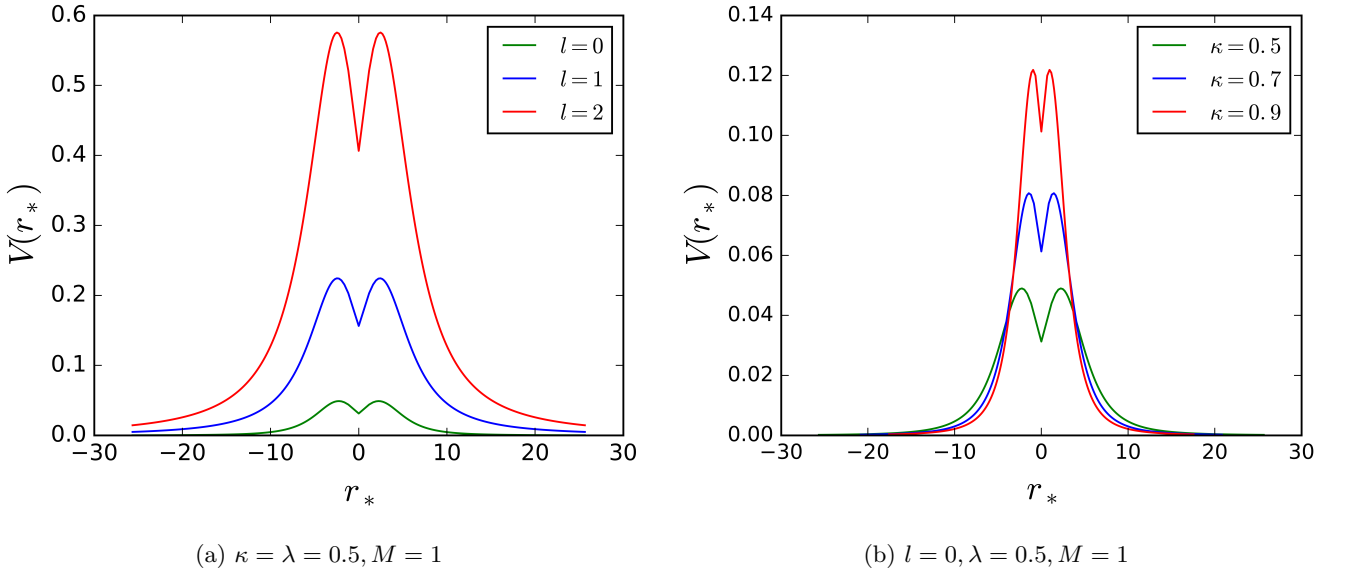 0.6
0.5
0.4
0.3
0.2
0.1
0.0
−30
−20
−10
0
10
20
30
V(r*)
r*
l = 0
l = 1
l = 2
(a) κ = λ = 0.5, M = 1
0.14
0.12
0.10
0.08
0.06
0.04
0.02
0.00
−30
−20
−10
0
10
20
30
V(r*)
r*
κ = 0.5
κ = 0.7
κ = 0.9
(b) l = 0, λ = 0.5, M = 1